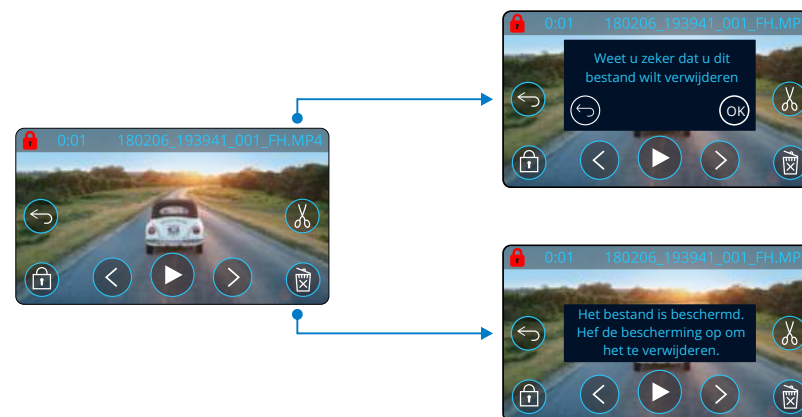 0:01 180206_193941_001_FH.MP4
0:01 180206_193941_001_FH.MP
Weet u zeker dat u dit
bestand wilt verwijderen
OK
0:01 180206_193941_001_FH.MP
Het bestand is beschermd.
Hef de bescherming op om
het te verwijderen.